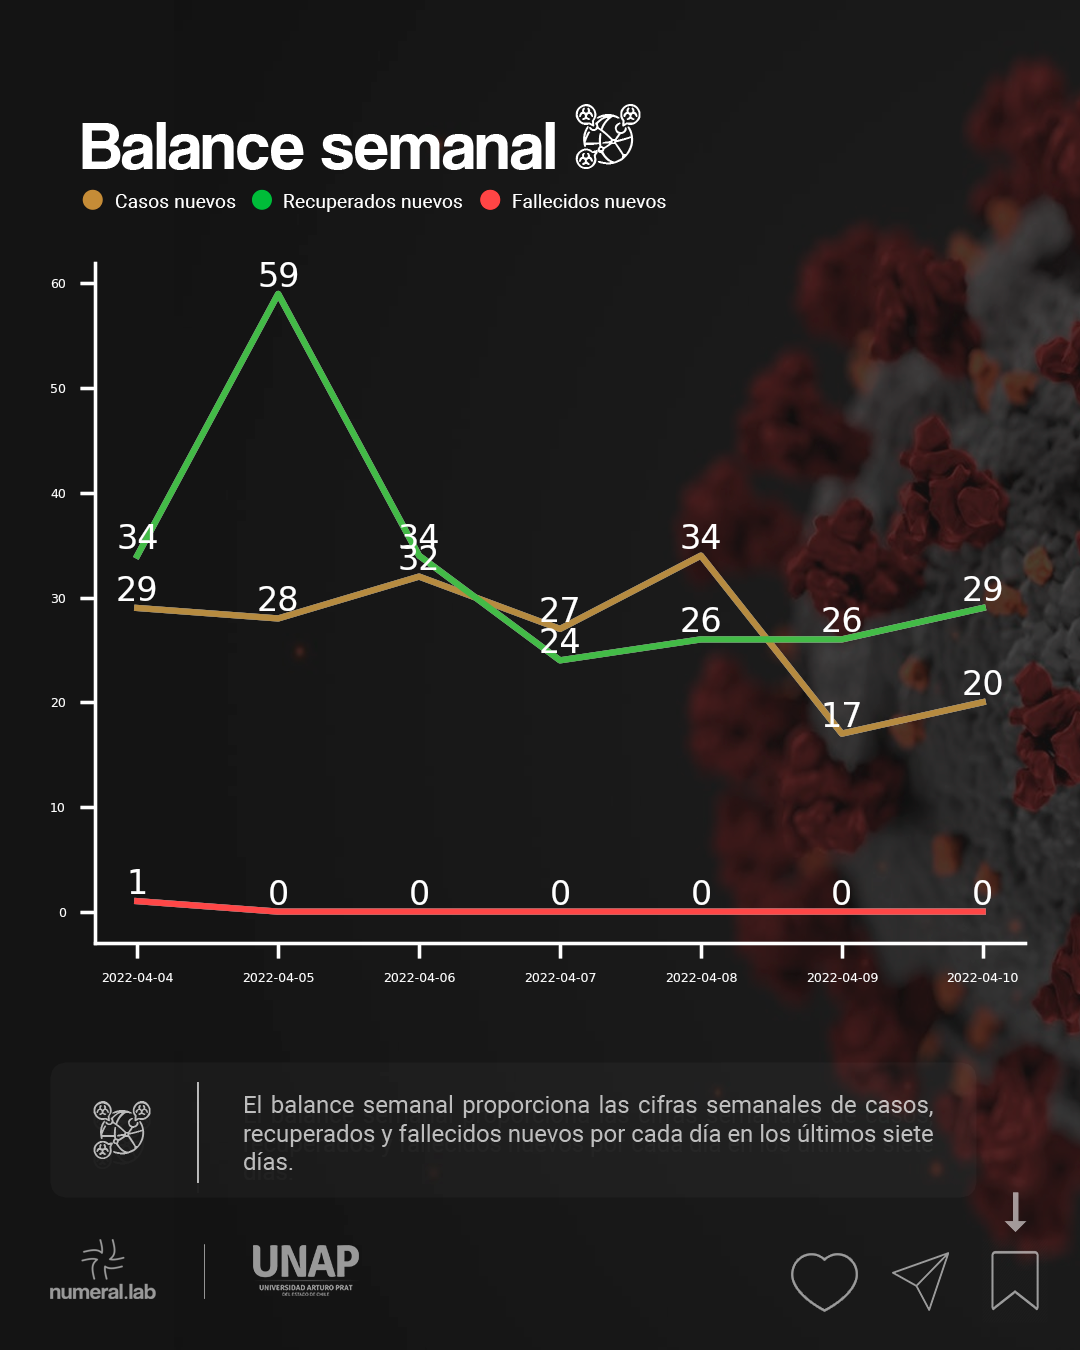 Balance semanal
Casos nuevos Recuperados nuevos Fallecidos nuevos
60
59
50
40
34 34 34
32
29 28 27 29
30
24 26 26
20
20
17
10
1 0 0 0 0 0 0
0
2022-04-04 2022-04-05 2022-04-06 2022-04-07 2022-04-08 2022-04-09 2022-04-10
El balance semanal proporciona las cifras semanales de casos,
recuperados y fallecidos nuevos por cada día en los últimos siete
días.
numeral.lab
UNAP
UNIVERSIDAD ARTURO PRAT
DEL ESTADO DE CHILE